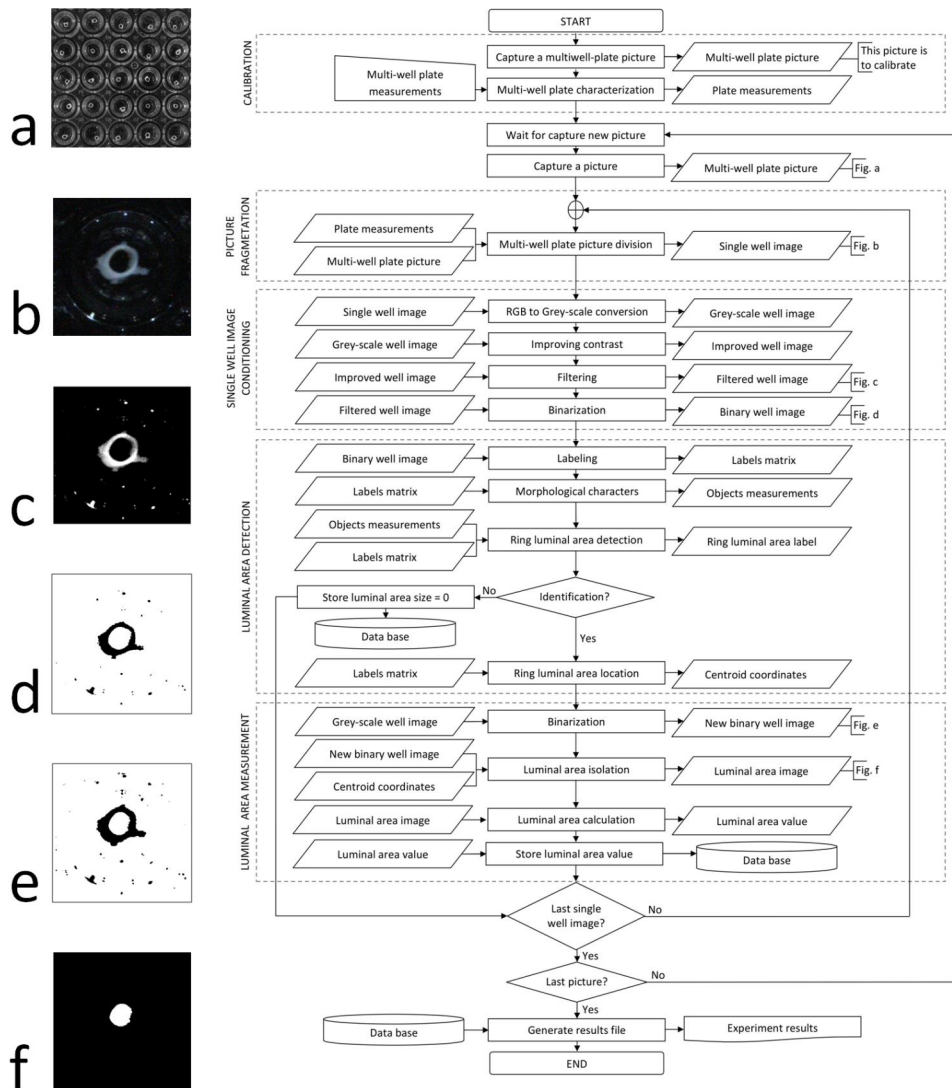 a
b
c
d
e
f
START
CALIBRATION
Capture a multiwell-plate picture
Multi-well plate picture
This picture is
to calibrate
Multi-well plate
measurements
Multi-well plate characterization
Plate measurements
Wait for capture new picture
Capture a picture
Multi-well plate picture
Fig. a
PICTURE
FRAGMETATION
Plate measurements
Multi-well plate picture
Multi-well plate picture division
Single well image
Fig. b
SINGLE WELL IMAGE
CONDITIONING
Single well image
RGB to Grey-scale conversion
Grey-scale well image
Grey-scale well image
Improving contrast
Improved well image
Improved well image
Filtering
Filtered well image
Fig. c
Filtered well image
Binarization
Binary well image
Fig. d
LUMINAL AREA DETECTION
Binary well image
Labeling
Labels matrix
Labels matrix
Morphological characters
Objects measurements
Objects measurements
Labels matrix
Ring luminal area detection
Ring luminal area label
Identification?
No
Store luminal area size = 0
Data base
Yes
Labels matrix
Ring luminal area location
Centroid coordinates
LUMINAL AREA MEASUREMENT
Grey-scale well image
Binarization
New binary well image
Fig. e
New binary well image
Centroid coordinates
Luminal area isolation
Luminal area image
Fig. f
Luminal area image
Luminal area calculation
Luminal area value
Luminal area value
Store luminal area value
Data base
Last single
well image?
No
Yes
Last picture?
No
Yes
Data base
Generate results file
Experiment results
END